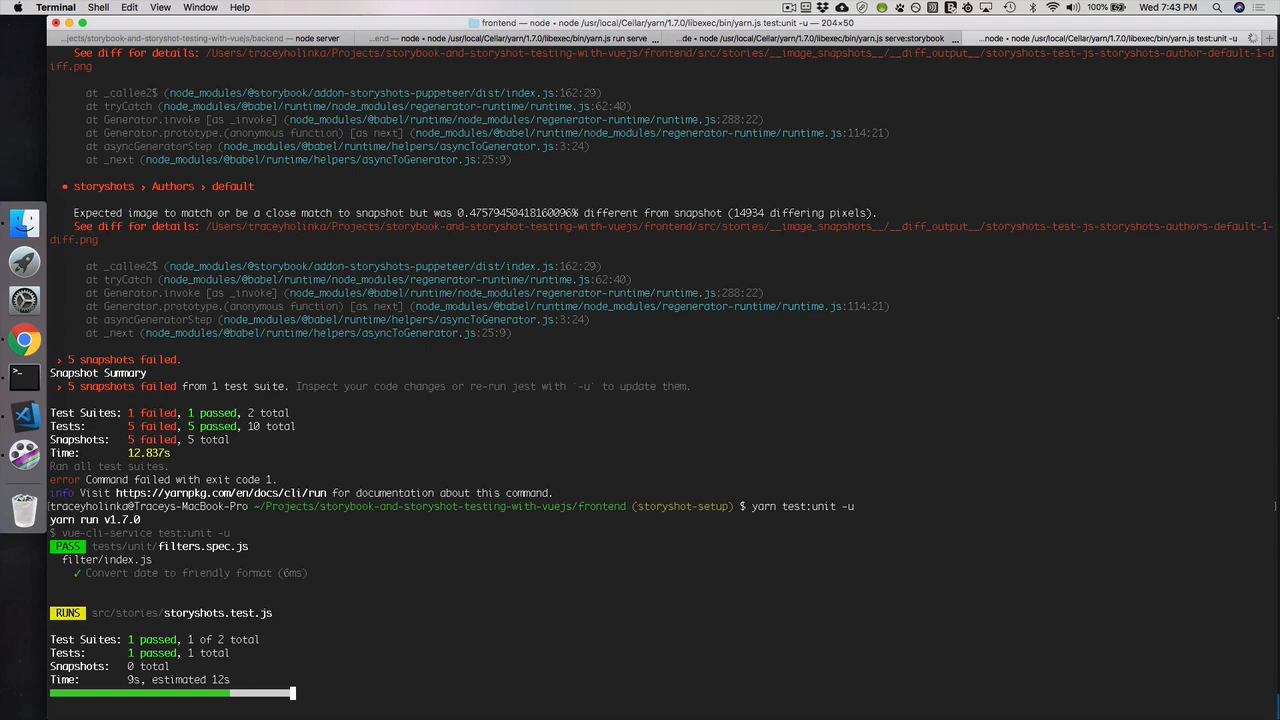 Terminal Shell Edit View Window Help 100% Wed 7:43 PM
frontend — node • node /usr/local/Cellar/yarn/1.7.0/libexec/bin/yarn.js test:unit -u — 204×50
...jects/storybook-and-storyshot-testing-with-vuejs/backend — node server ...end — node • node /usr/local/Cellar/yarn/1.7.0/libexec/bin/yarn.js run serve ... ...de • node /usr/local/Cellar/yarn/1.7.0/libexec/bin/yarn.js serve:storybook ... ...node • node /usr/local/Cellar/yarn/1.7.0/libexec/bin/yarn.js test:unit -u
See diff for details: /Users/traceyholinka/Projects/storybook-and-storyshot-testing-with-vuejs/frontend/src/stories/__image_snapshots__/__diff_output__/storyshots-test-js-storyshots-author-default-1-d
iff.png
at _callee2$ (node_modules/@storybook/addon-storyshots-puppeteer/dist/index.js:162:29)
at tryCatch (node_modules/@babel/runtime/node_modules/regenerator-runtime/runtime.js:62:40)
at Generator.invoke [as _invoke] (node_modules/@babel/runtime/node_modules/regenerator-runtime/runtime.js:288:22)
at Generator.prototype.(anonymous function) [as next] (node_modules/@babel/runtime/node_modules/regenerator-runtime/runtime.js:114:21)
at asyncGeneratorStep (node_modules/@babel/runtime/helpers/asyncToGenerator.js:3:24)
at _next (node_modules/@babel/runtime/helpers/asyncToGenerator.js:25:9)
● storyshots › Authors › default
Expected image to match or be a close match to snapshot but was 0.47579450418160096% different from snapshot (14934 differing pixels).
See diff for details: /Users/traceyholinka/Projects/storybook-and-storyshot-testing-with-vuejs/frontend/src/stories/__image_snapshots__/__diff_output__/storyshots-test-js-storyshots-authors-default-1-
diff.png
at _callee2$ (node_modules/@storybook/addon-storyshots-puppeteer/dist/index.js:162:29)
at tryCatch (node_modules/@babel/runtime/node_modules/regenerator-runtime/runtime.js:62:40)
at Generator.invoke [as _invoke] (node_modules/@babel/runtime/node_modules/regenerator-runtime/runtime.js:288:22)
at Generator.prototype.(anonymous function) [as next] (node_modules/@babel/runtime/node_modules/regenerator-runtime/runtime.js:114:21)
at asyncGeneratorStep (node_modules/@babel/runtime/helpers/asyncToGenerator.js:3:24)
at _next (node_modules/@babel/runtime/helpers/asyncToGenerator.js:25:9)
› 5 snapshots failed.
Snapshot Summary
› 5 snapshots failed from 1 test suite. Inspect your code changes or re-run jest with `-u` to update them.
Test Suites: 1 failed, 1 passed, 2 total
Tests: 5 failed, 5 passed, 10 total
Snapshots: 5 failed, 5 total
Time: 12.837s
Ran all test suites.
error Command failed with exit code 1.
info Visit https://yarnpkg.com/en/docs/cli/run for documentation about this command.
[traceyholinka@Traceys-MacBook-Pro ~/Projects/storybook-and-storyshot-testing-with-vuejs/frontend (storyshot-setup) $ yarn test:unit -u ]
yarn run v1.7.0
$ vue-cli-service test:unit -u
PASS tests/unit/filters.spec.js
filter/index.js
✓ Convert date to friendly format (6ms)
RUNS src/stories/storyshots.test.js
Test Suites: 1 passed, 1 of 2 total
Tests: 1 passed, 1 total
Snapshots: 0 total
Time: 9s, estimated 12s